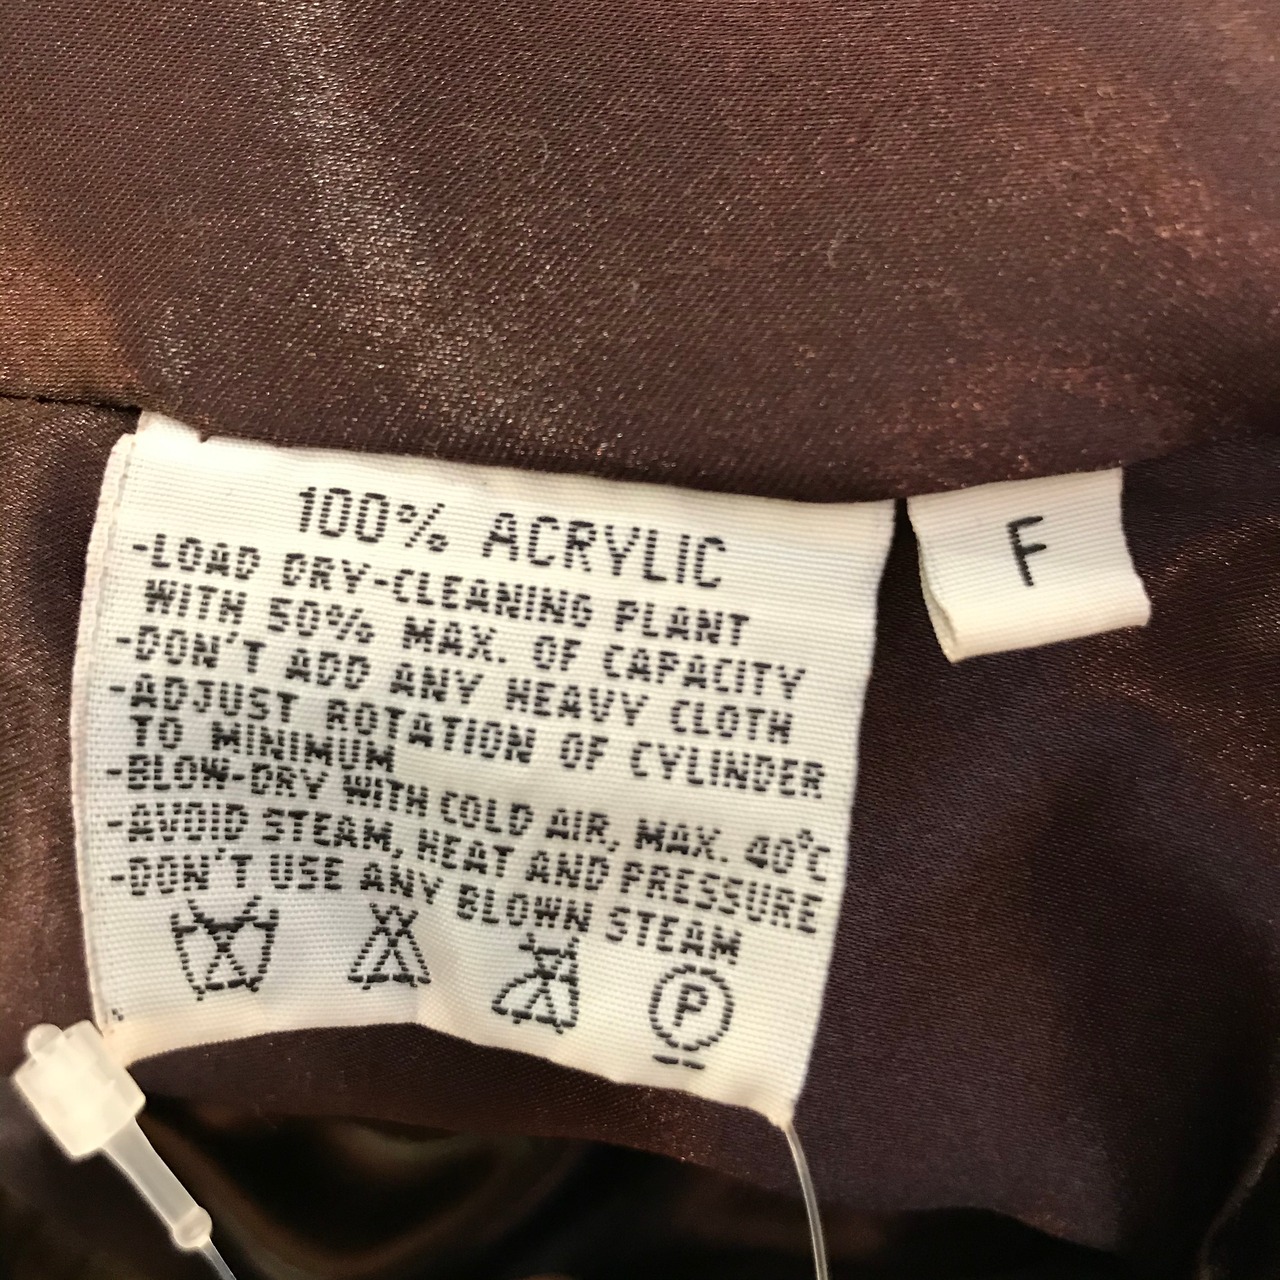 100% ACRYLIC
-LOAD DRY-CLEANING PLANT
WITH 50% MAX. OF CAPACITY
-DON'T ADD ANY HEAVY CLOTH
-ADJUST ROTATION OF CYLINDER
TO MINIMUM
-BLOW-DRY WITH COLD AIR, MAX. 40°C
-AVOID STEAM, HEAT AND PRESSURE
-DON'T USE ANY BLOWN STEAM
P
F